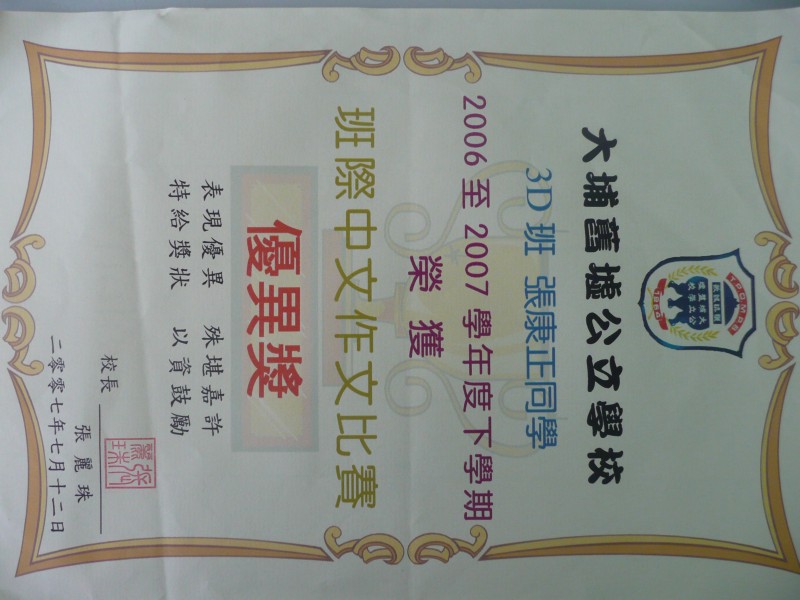 大埔舊墟公立學校
3D 班 張康正同學
2006 至 2007 學年度下學期
榮獲
班際中文作文比賽
優異獎
表現優異 殊堪嘉許
特給獎狀 以資鼓勵
校長
張麗珠
二零零七年七月十二日